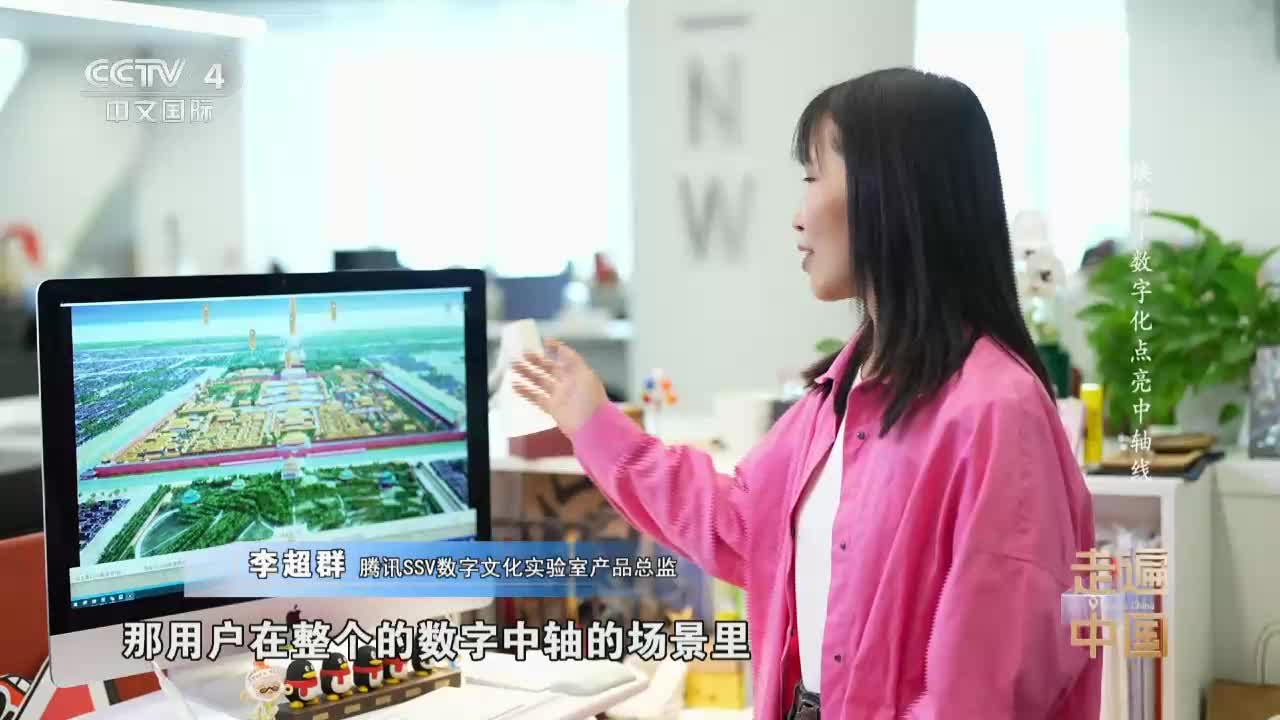 CCTV 4
中文国际
NW
数字化点亮中轴线
李超群 腾讯SSV数字文化实验室产品总监
那用户在整个的数字中轴的场景里
走遍
China
中国